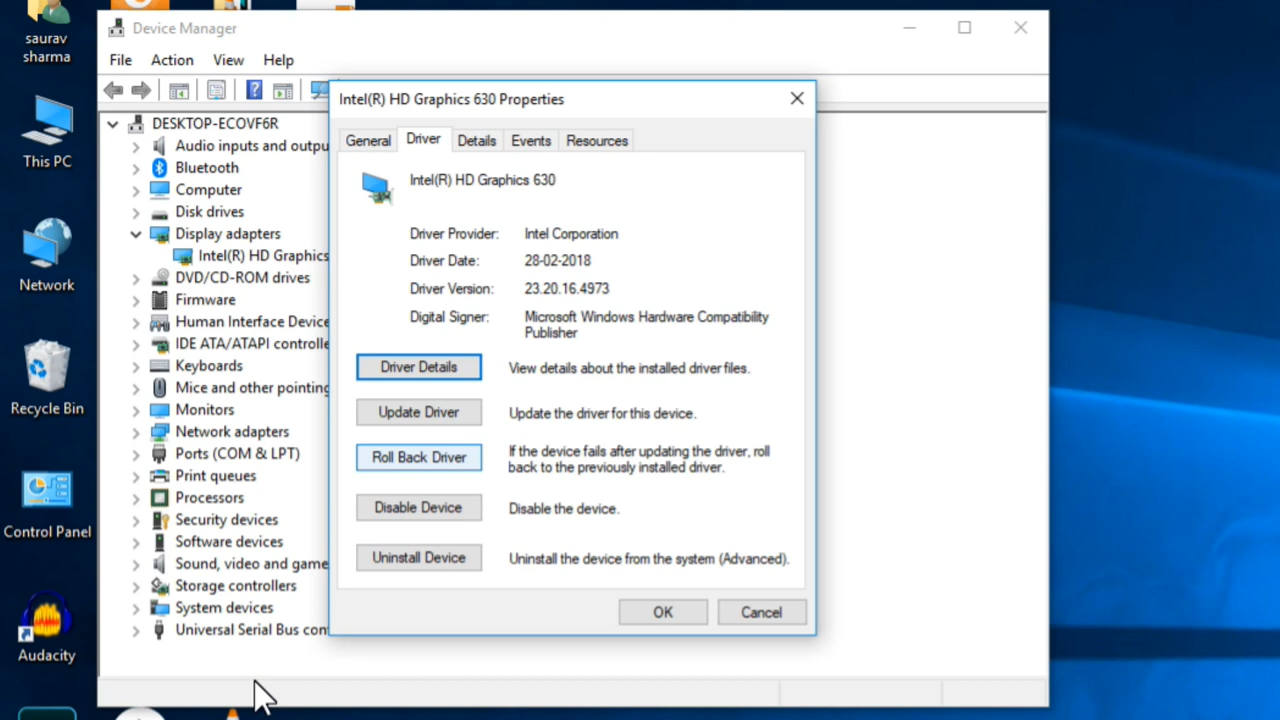 saurav
sharma
This PC
Network
Recycle Bin
Control Panel
Audacity
Device Manager
File Action View Help
DESKTOP-ECOVF6R
Audio inputs and outpu
Bluetooth
Computer
Disk drives
Display adapters
Intel(R) HD Graphics
DVD/CD-ROM drives
Firmware
Human Interface Device
IDE ATA/ATAPI controlle
Keyboards
Mice and other pointing
Monitors
Network adapters
Ports (COM & LPT)
Print queues
Processors
Security devices
Software devices
Sound, video and game
Storage controllers
System devices
Universal Serial Bus con
Intel(R) HD Graphics 630 Properties
General Driver Details Events Resources
Intel(R) HD Graphics 630
Driver Provider: Intel Corporation
Driver Date: 28-02-2018
Driver Version: 23.20.16.4973
Digital Signer: Microsoft Windows Hardware Compatibility
Publisher
Driver Details View details about the installed driver files.
Update Driver Update the driver for this device.
Roll Back Driver If the device fails after updating the driver, roll
back to the previously installed driver.
Disable Device Disable the device.
Uninstall Device Uninstall the device from the system (Advanced).
OK Cancel